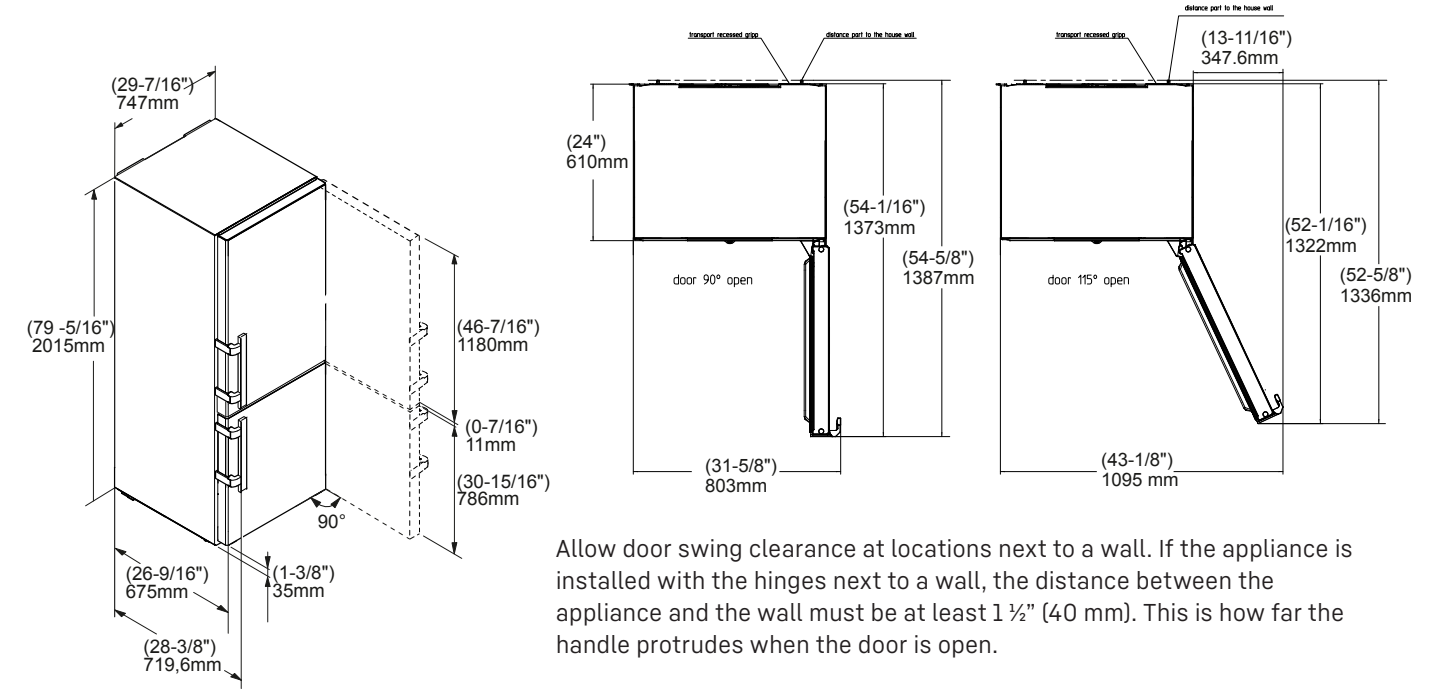 (29-7/16")
747mm
(79 -5/16")
2015mm
(46-7/16")
1180mm
(0-7/16")
11mm
(30-15/16")
786mm
90°
(1-3/8")
35mm
(26-9/16")
675mm
(28-3/8")
719,6mm
transport recessed gripp
distance part to the house wall
(24")
610mm
(54-1/16")
1373mm
(54-5/8")
1387mm
door 90° open
(31-5/8")
803mm
distance part to the house wall
transport recessed gripp
(13-11/16")
347.6mm
(52-1/16")
1322mm
(52-5/8")
1336mm
door 115° open
(43-1/8")
1095 mm
Allow door swing clearance at locations next to a wall. If the appliance is
installed with the hinges next to a wall, the distance between the
appliance and the wall must be at least 1 ½” (40 mm). This is how far the
handle protrudes when the door is open.